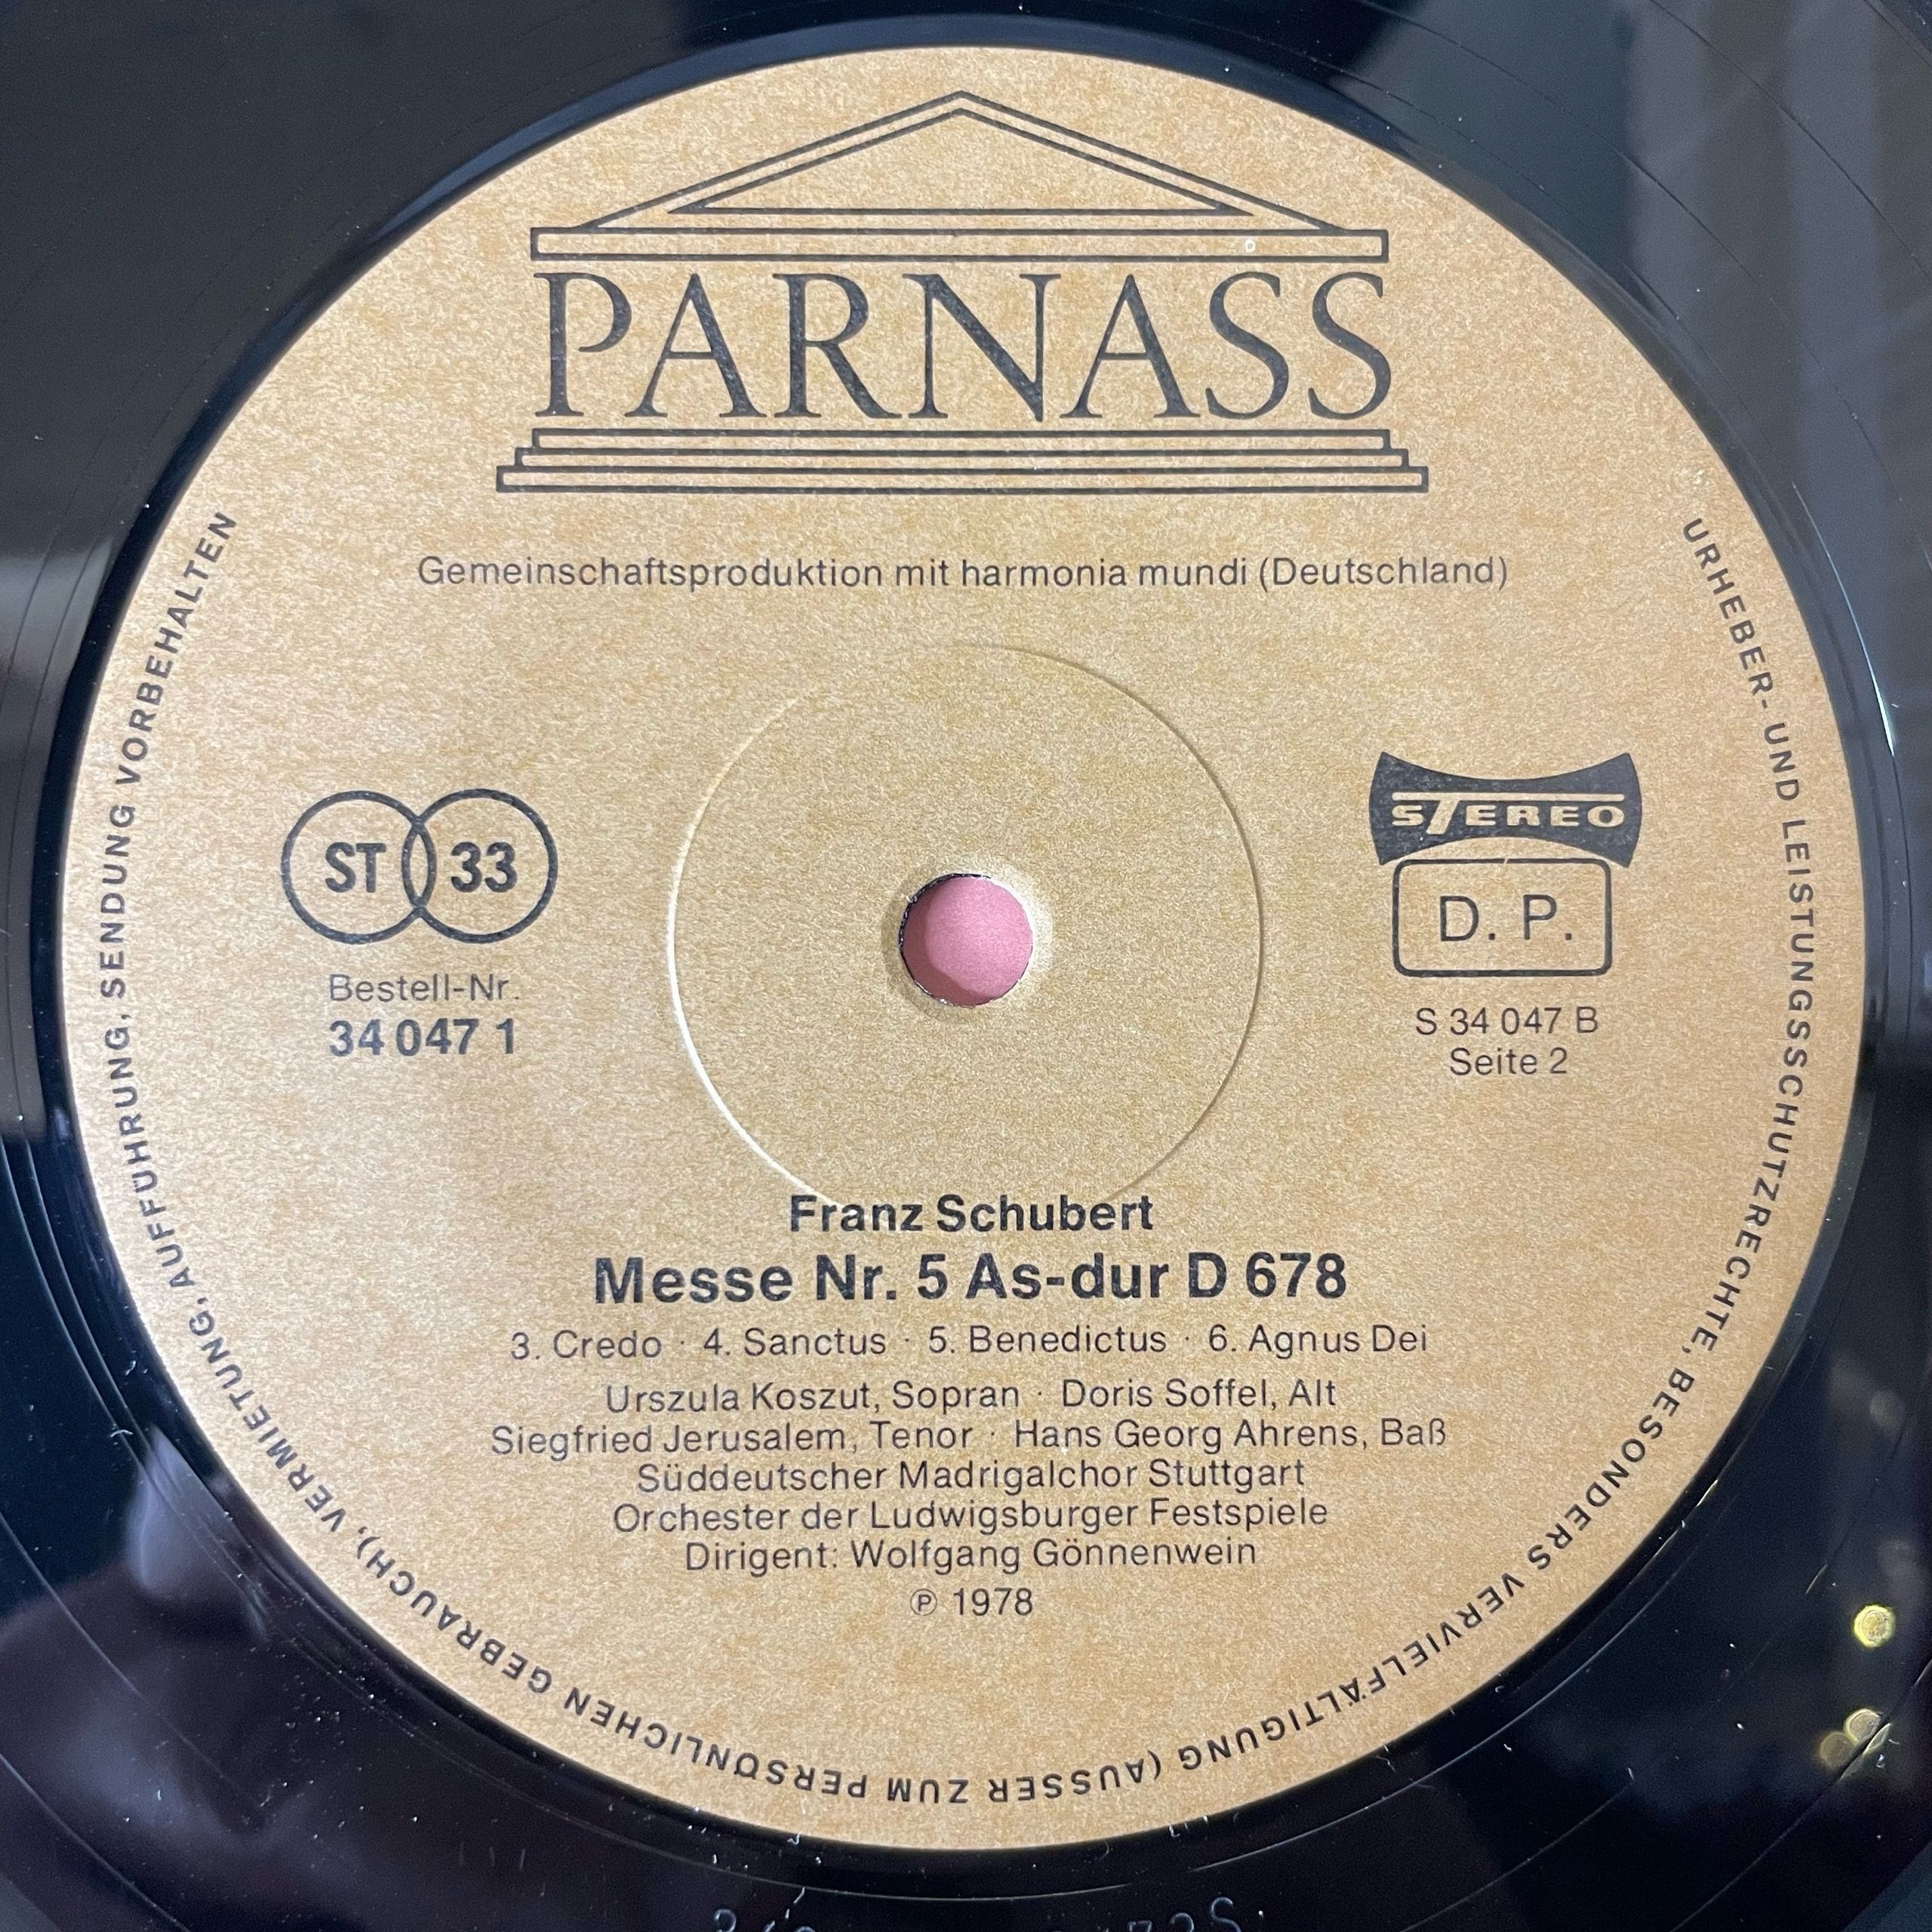 PARNASS
Gemeinschaftsproduktion mit harmonia mundi (Deutschland)
ST 33
Bestell-Nr.
34 047 1
STEREO
D. P.
S 34 047 B
Seite 2
Franz Schubert
Messe Nr. 5 As-dur D 678
3. Credo · 4. Sanctus · 5. Benedictus · 6. Agnus Dei
Urszula Koszut, Sopran · Doris Soffel, Alt
Siegfried Jerusalem, Tenor · Hans Georg Ahrens, Baß
Süddeutscher Madrigalchor Stuttgart
Orchester der Ludwigsburger Festspiele
Dirigent: Wolfgang Gönnenwein
℗ 1978
URHEBER- UND LEISTUNGSSCHUTZRECHTE, BESONDERS VERVIELFÄLTIGUNG (AUSSER ZUM PERSÖNLICHEN GEBRAUCH), VERMIETUNG, AUFFÜHRUNG, SENDUNG VORBEHALTEN